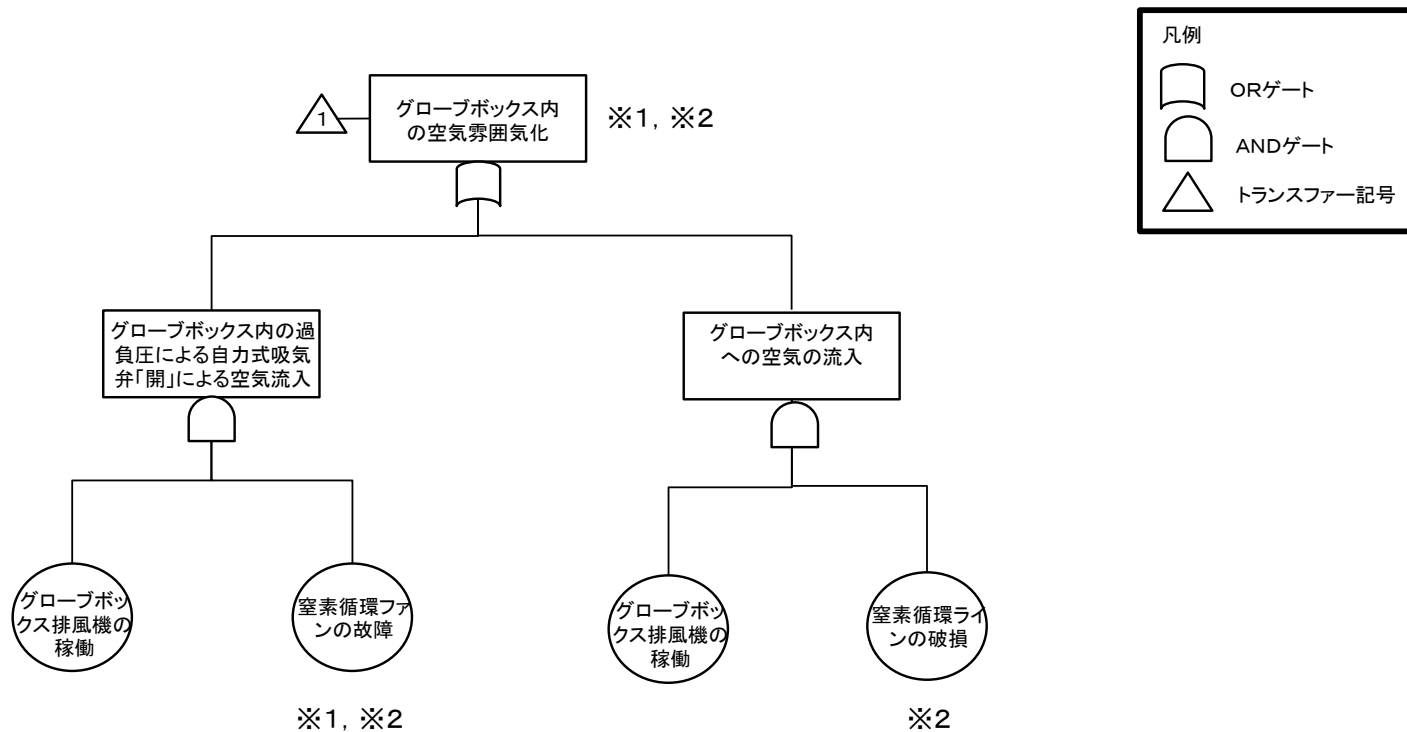 凡例
ORゲート
ANDゲート
トランスファー記号
1
グローブボックス内
の空気雰囲気化
※1，※2
グローブボックス内の過
負圧による自力式吸気
弁「開」による空気流入
グローブボックス内
への空気の流入
グローブボッ
クス排風機の
稼働
窒素循環ファ
ンの故障
グローブボッ
クス排風機の
稼働
窒素循環ライ
ンの破損
※1，※2
※2